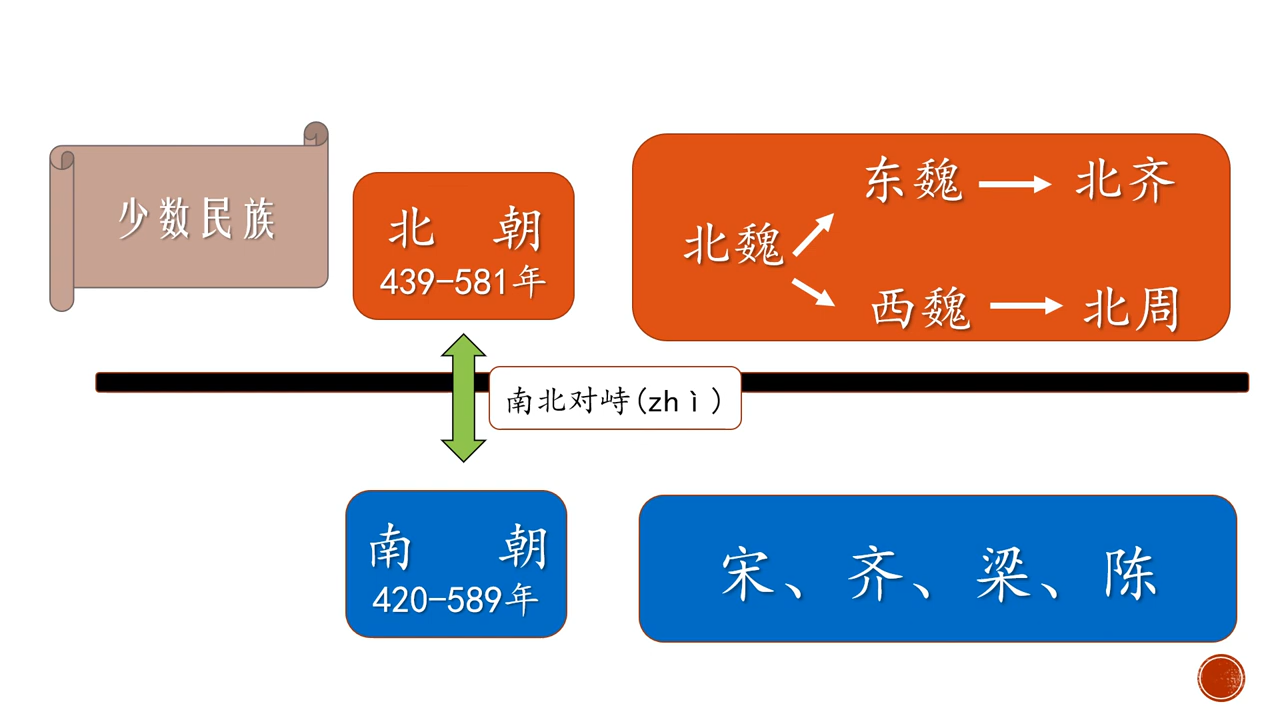 少数民族
北 朝
439-581年
东魏 北齐
北魏
西魏 北周
南北对峙(zhì)
南 朝
420-589年
宋、齐、梁、陈